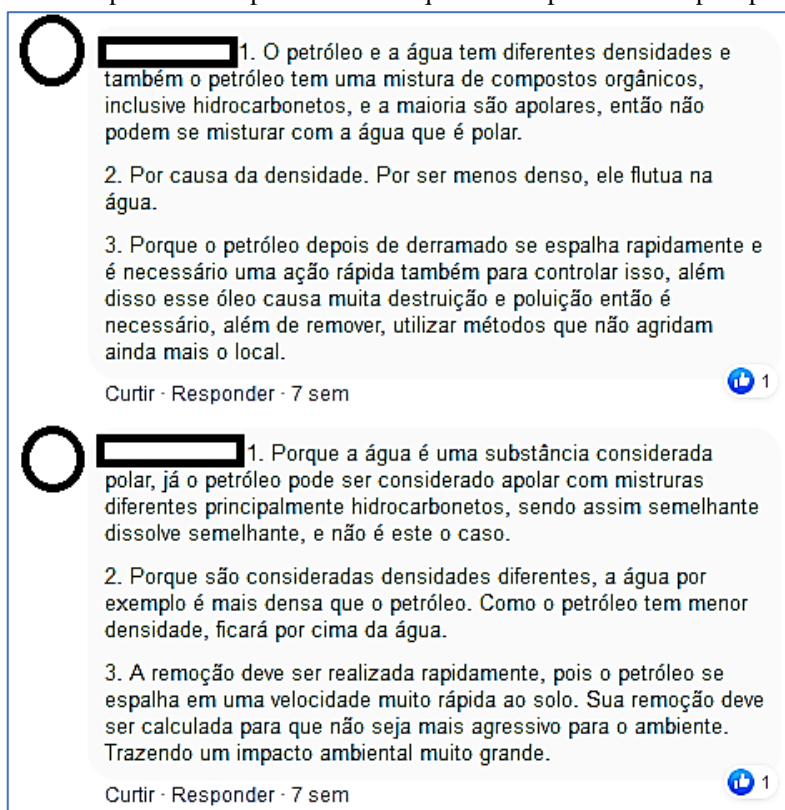 1. O petróleo e a água tem diferentes densidades e
também o petróleo tem uma mistura de compostos orgânicos,
inclusive hidrocarbonetos, e a maioria são apolares, então não
podem se misturar com a água que é polar.
2. Por causa da densidade. Por ser menos denso, ele flutua na
água.
3. Porque o petróleo depois de derramado se espalha rapidamente e
é necessário uma ação rápida também para controlar isso, além
disso esse óleo causa muita destruição e poluição então é
necessário, além de remover, utilizar métodos que não agridam
ainda mais o local.
1
Curtir · Responder · 7 sem
1. Porque a água é uma substância considerada
polar, já o petróleo pode ser considerado apolar com mistruras
diferentes principalmente hidrocarbonetos, sendo assim semelhante
dissolve semelhante, e não é este o caso.
2. Porque são consideradas densidades diferentes, a água por
exemplo é mais densa que o petróleo. Como o petróleo tem menor
densidade, ficará por cima da água.
3. A remoção deve ser realizada rapidamente, pois o petróleo se
espalha em uma velocidade muito rápida ao solo. Sua remoção deve
ser calculada para que não seja mais agressivo para o ambiente.
Trazendo um impacto ambiental muito grande.
1
Curtir · Responder · 7 sem